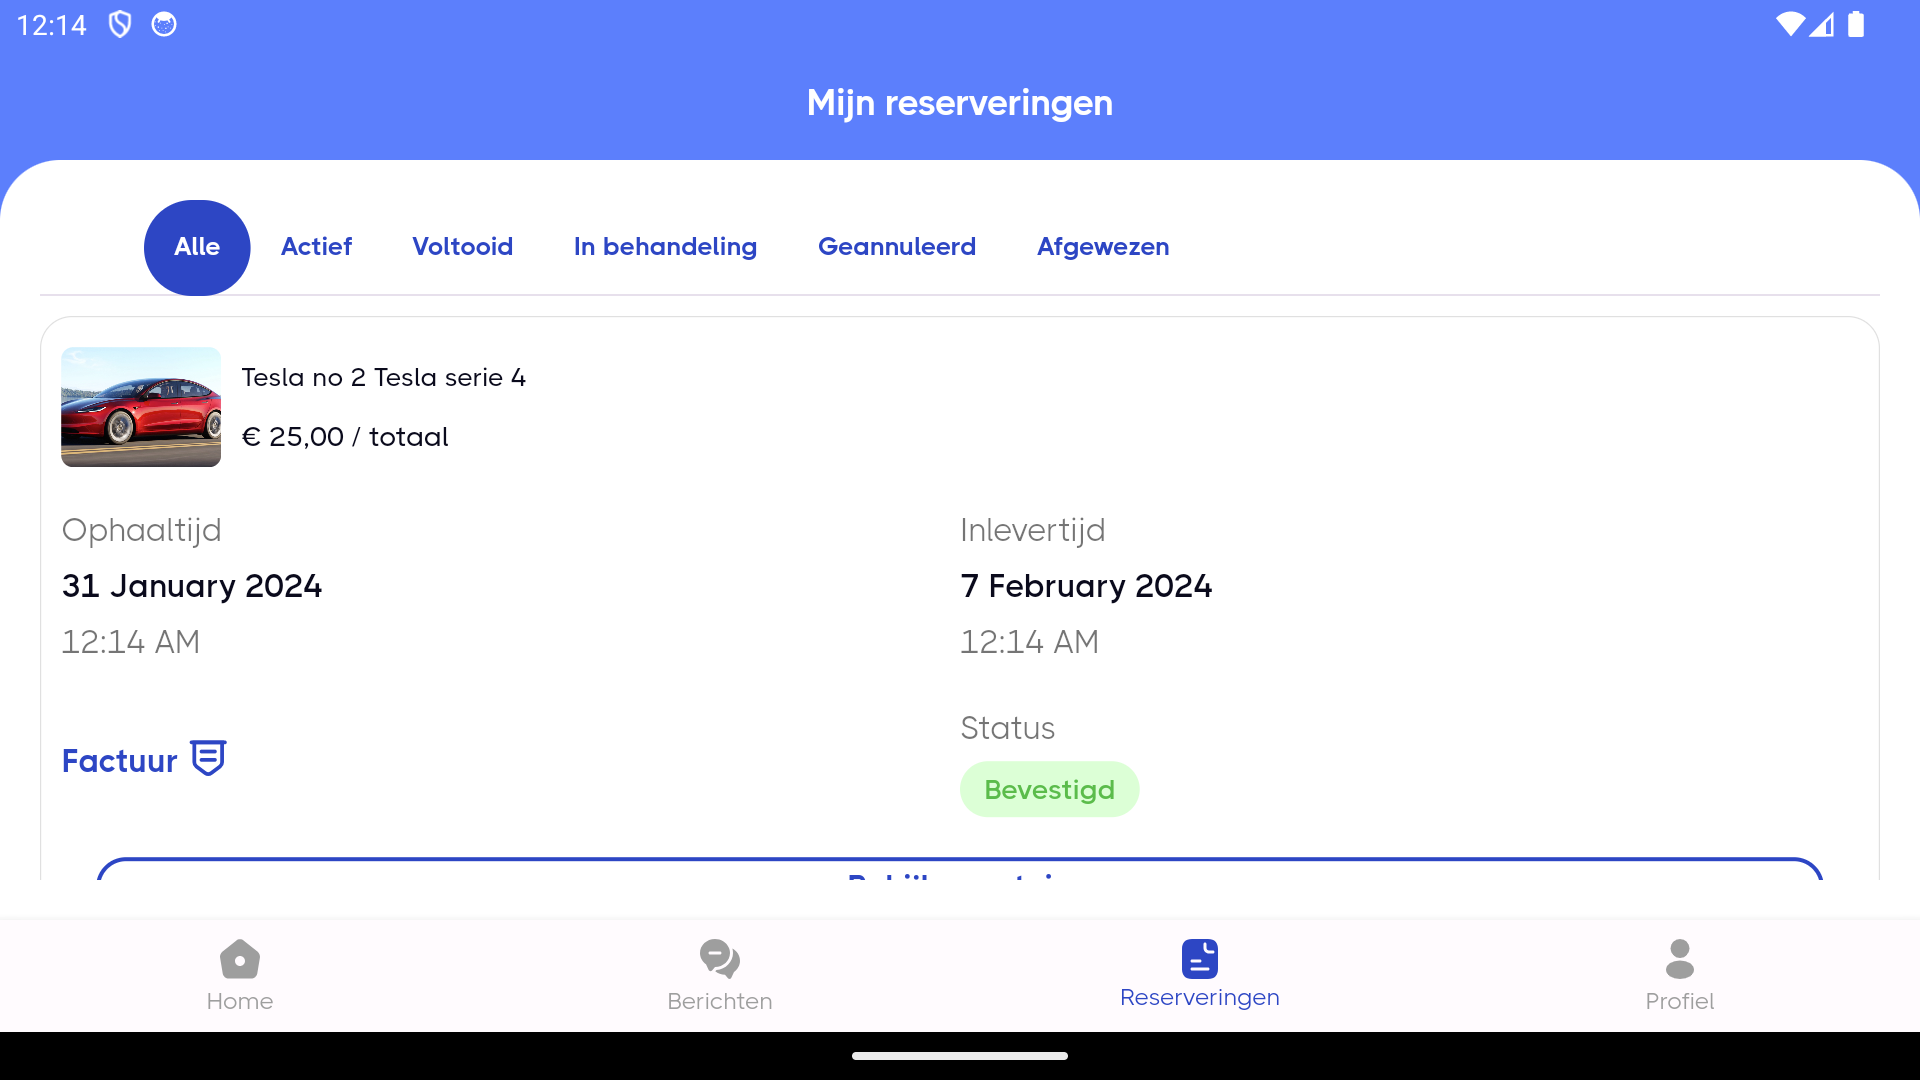 12:14
Mijn reserveringen
Alle Actief Voltooid In behandeling Geannuleerd Afgewezen
Tesla no 2 Tesla serie 4
€ 25,00 / totaal
Ophaaltijd
31 January 2024
12:14 AM
Inlevertijd
7 February 2024
12:14 AM
Factuur
Status
Bevestigd
Home Berichten Reserveringen Profiel